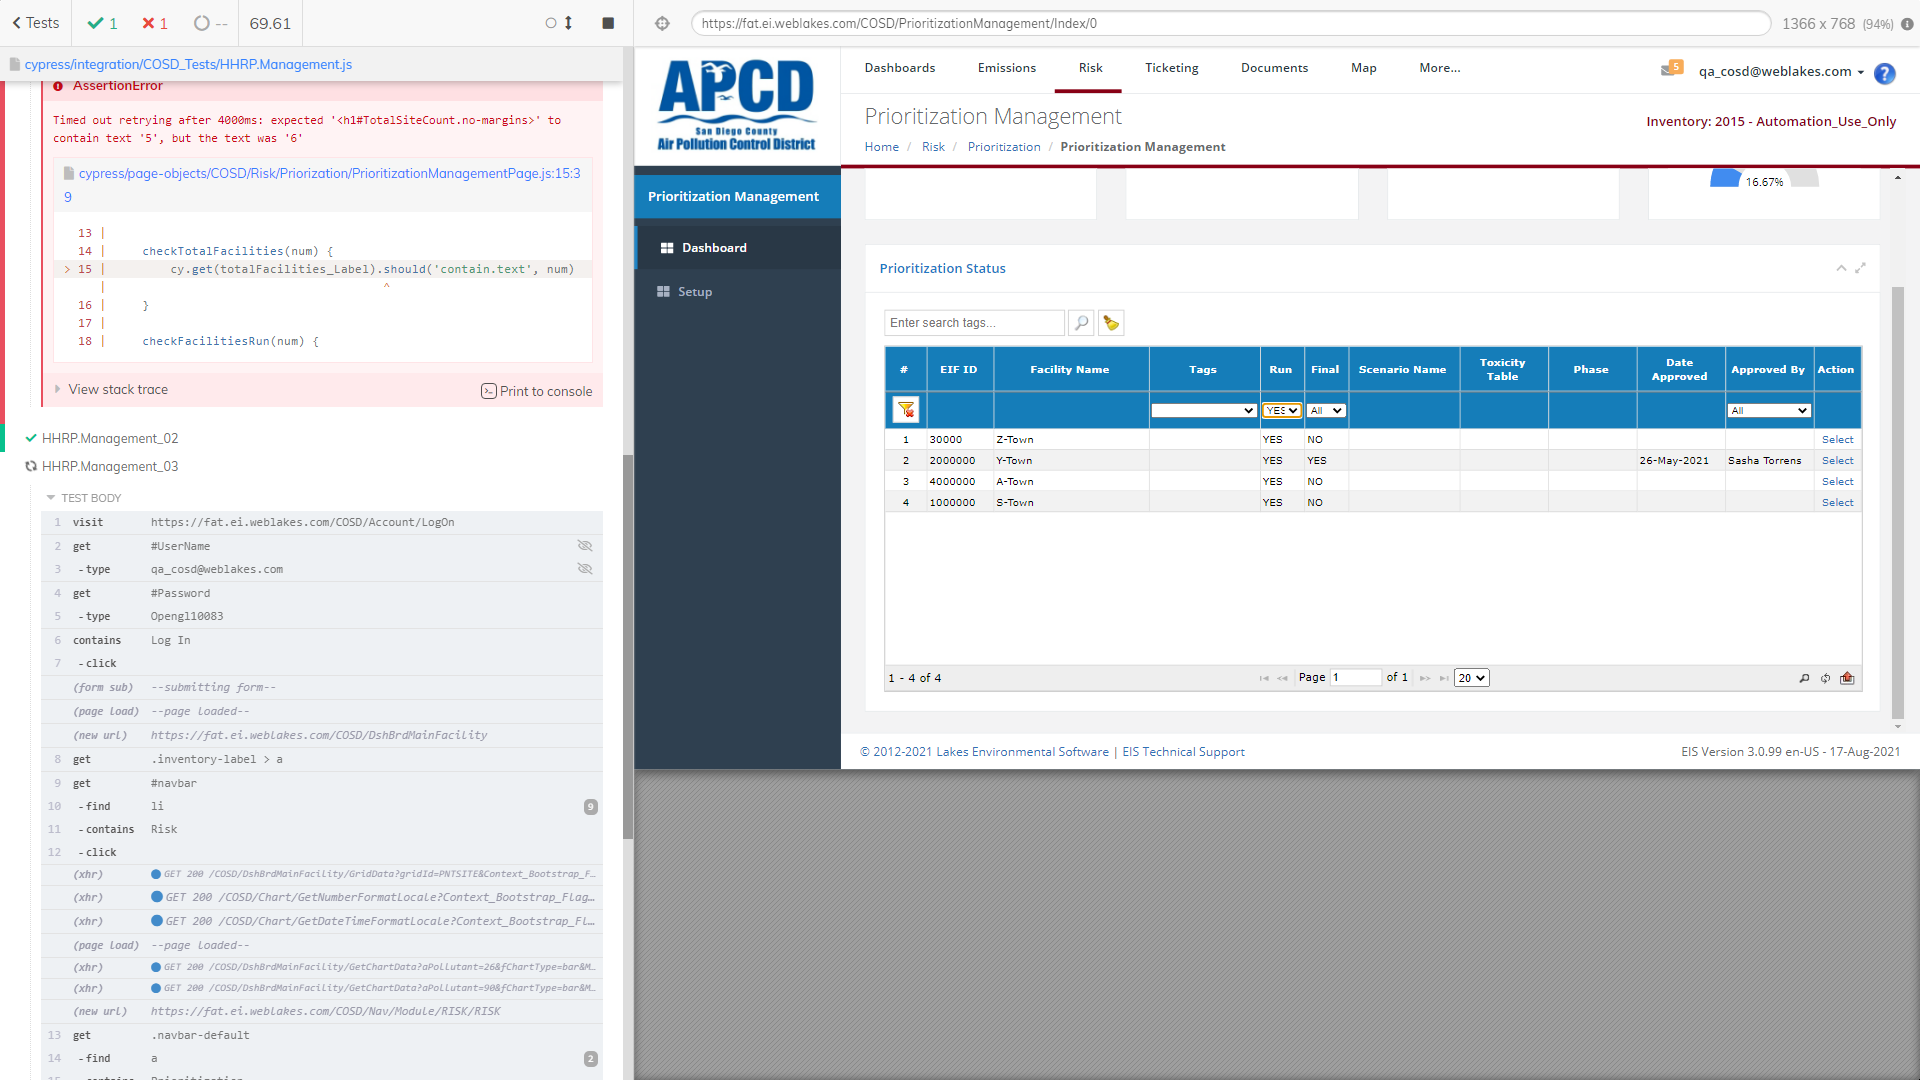 Tests
1
1
--
69.61
https://fat.ei.weblakes.com/COSD/PrioritizationManagement/Index/0
1366 x 768 (94%)
cypress/integration/COSD_Tests/HHRP.Management.js
AssertionError
Timed out retrying after 4000ms: expected '<h1#TotalSiteCount.no-margins>' to
contain text '5', but the text was '6'
cypress/page-objects/COSD/Risk/Priorization/PrioritizationManagementPage.js:15:3
9
13 |
14 | checkTotalFacilities(num) {
> 15 | cy.get(totalFacilities_Label).should('contain.text', num)
| ^
16 | }
17 |
18 | checkFacilitiesRun(num) {
View stack trace
Print to console
HHRP.Management_02
HHRP.Management_03
TEST BODY
1 visit https://fat.ei.weblakes.com/COSD/Account/LogOn
2 get #UserName
3 -type qa_cosd@weblakes.com
4 get #Password
5 -type Opengl10083
6 contains Log In
7 -click
(form sub) --submitting form--
(page load) --page loaded--
(new url) https://fat.ei.weblakes.com/COSD/DshBrdMainFacility
8 get .inventory-label > a
9 get #navbar
10 -find li 9
11 -contains Risk
12 -click
(xhr) GET 200 /COSD/DshBrdMainFacility/GridData?gridId=PNTSITE&Context_Bootstrap_F…
(xhr) GET 200 /COSD/Chart/GetNumberFormatLocale?Context_Bootstrap_Flag…
(xhr) GET 200 /COSD/Chart/GetDateTimeFormatLocale?Context_Bootstrap_Fl…
(page load) --page loaded--
(xhr) GET 200 /COSD/DshBrdMainFacility/GetChartData?aPollutant=26&fChartType=bar&M…
(xhr) GET 200 /COSD/DshBrdMainFacility/GetChartData?aPollutant=90&fChartType=bar&M…
(new url) https://fat.ei.weblakes.com/COSD/Nav/Module/RISK/RISK
13 get .navbar-default
14 -find a 2
APCD
San Diego County
Air Pollution Control District
Dashboards Emissions Risk Ticketing Documents Map More...
5
qa_cosd@weblakes.com
?
Prioritization Management
Inventory: 2015 - Automation_Use_Only
Home / Risk / Prioritization / Prioritization Management
Prioritization Management
Dashboard
Setup
16.67%
Prioritization Status
Enter search tags...
# EIF ID Facility Name Tags Run Final Scenario Name Toxicity Table Phase Date Approved Approved By Action
YES All All
1 30000 Z-Town YES NO Select
2 2000000 Y-Town YES YES 26-May-2021 Sasha Torrens Select
3 4000000 A-Town YES NO Select
4 1000000 S-Town YES NO Select
1 - 4 of 4
Page 1 of 1 20
© 2012-2021 Lakes Environmental Software | EIS Technical Support
EIS Version 3.0.99 en-US - 17-Aug-2021